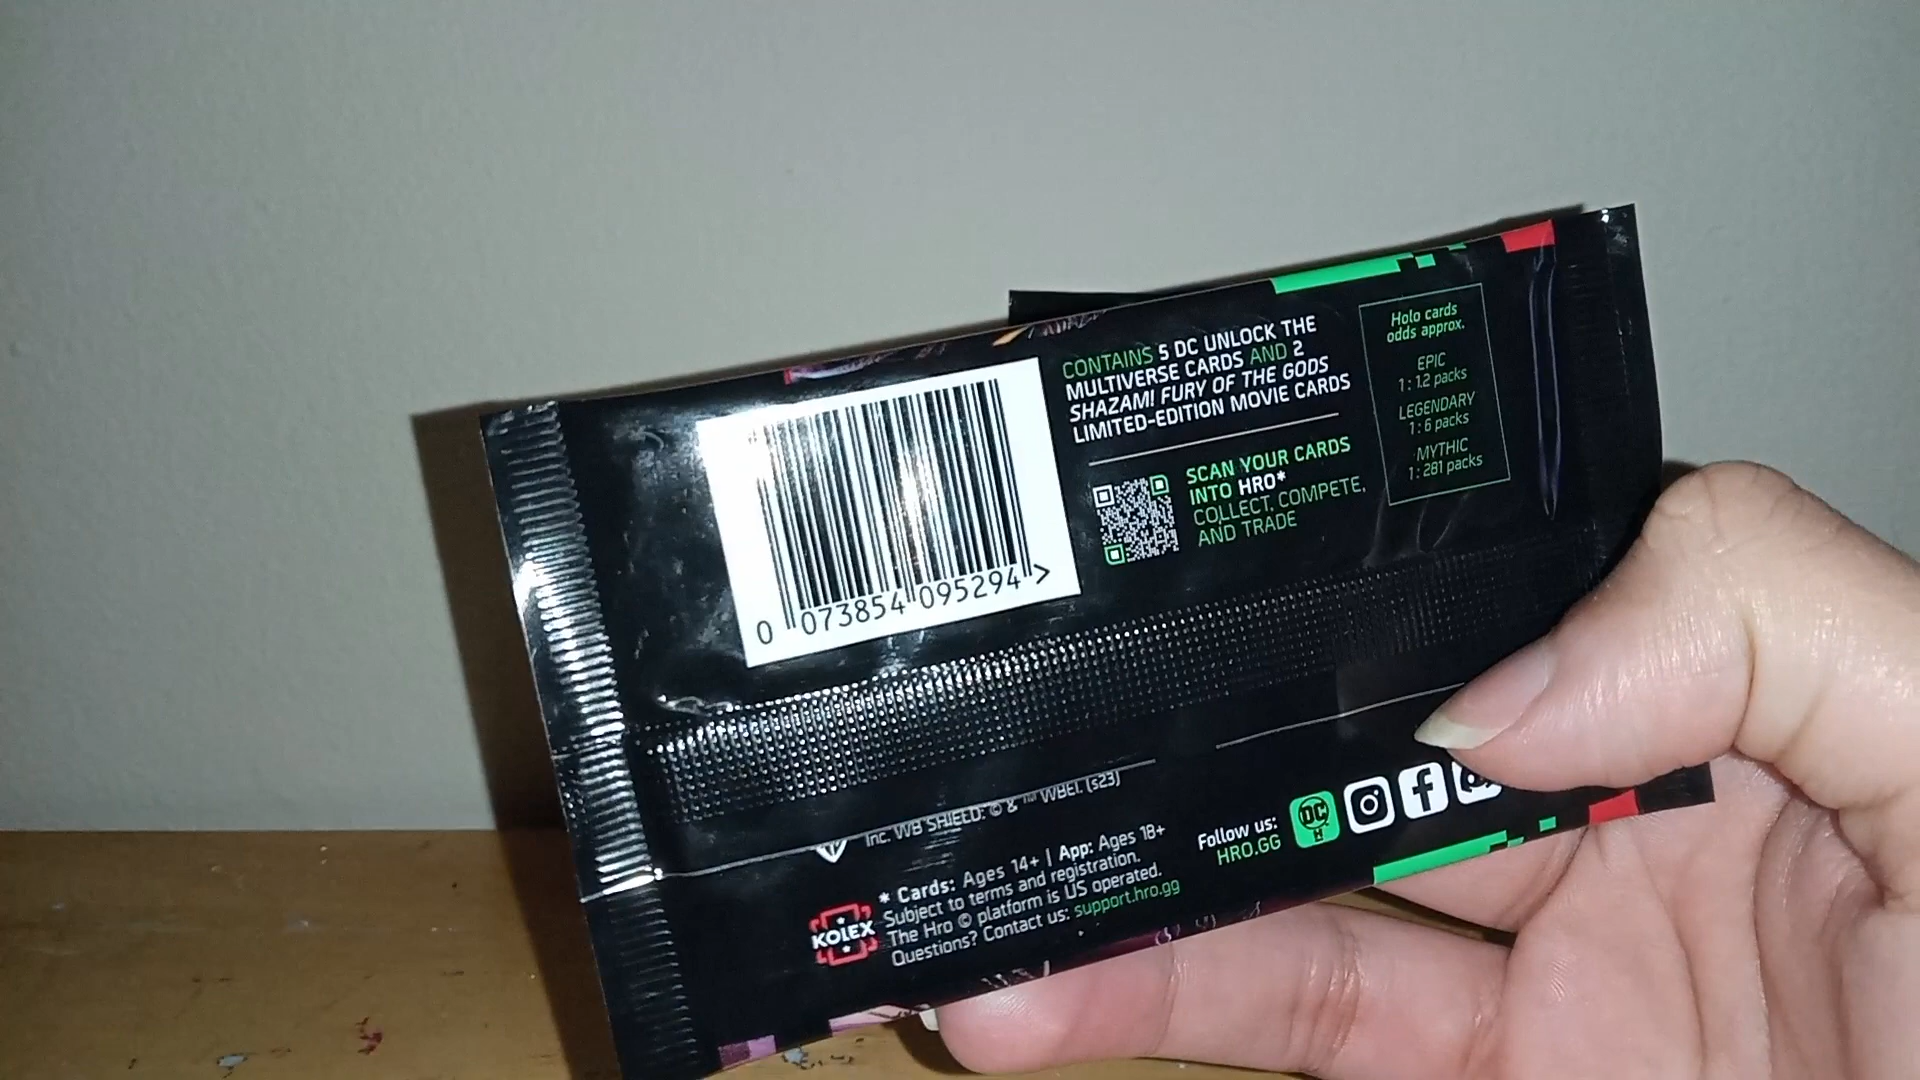 0 073854 095294 >
CONTAINS 5 DC UNLOCK THE
MULTIVERSE CARDS AND 2
SHAZAM! FURY OF THE GODS
LIMITED-EDITION MOVIE CARDS
SCAN YOUR CARDS
INTO HRO*
COLLECT, COMPETE,
AND TRADE
Holo cards
odds approx.
EPIC
1 : 1.2 packs
LEGENDARY
1 : 6 packs
MYTHIC
1 : 281 packs
Inc. WB SHIELD: © & ™ WBEI. (s23)
KOLEX
* Cards: Ages 14+ | App: Ages 18+
Subject to terms and registration.
The Hro © platform is US operated.
Questions? Contact us: support.hro.gg
Follow us:
HRO.GG
DC